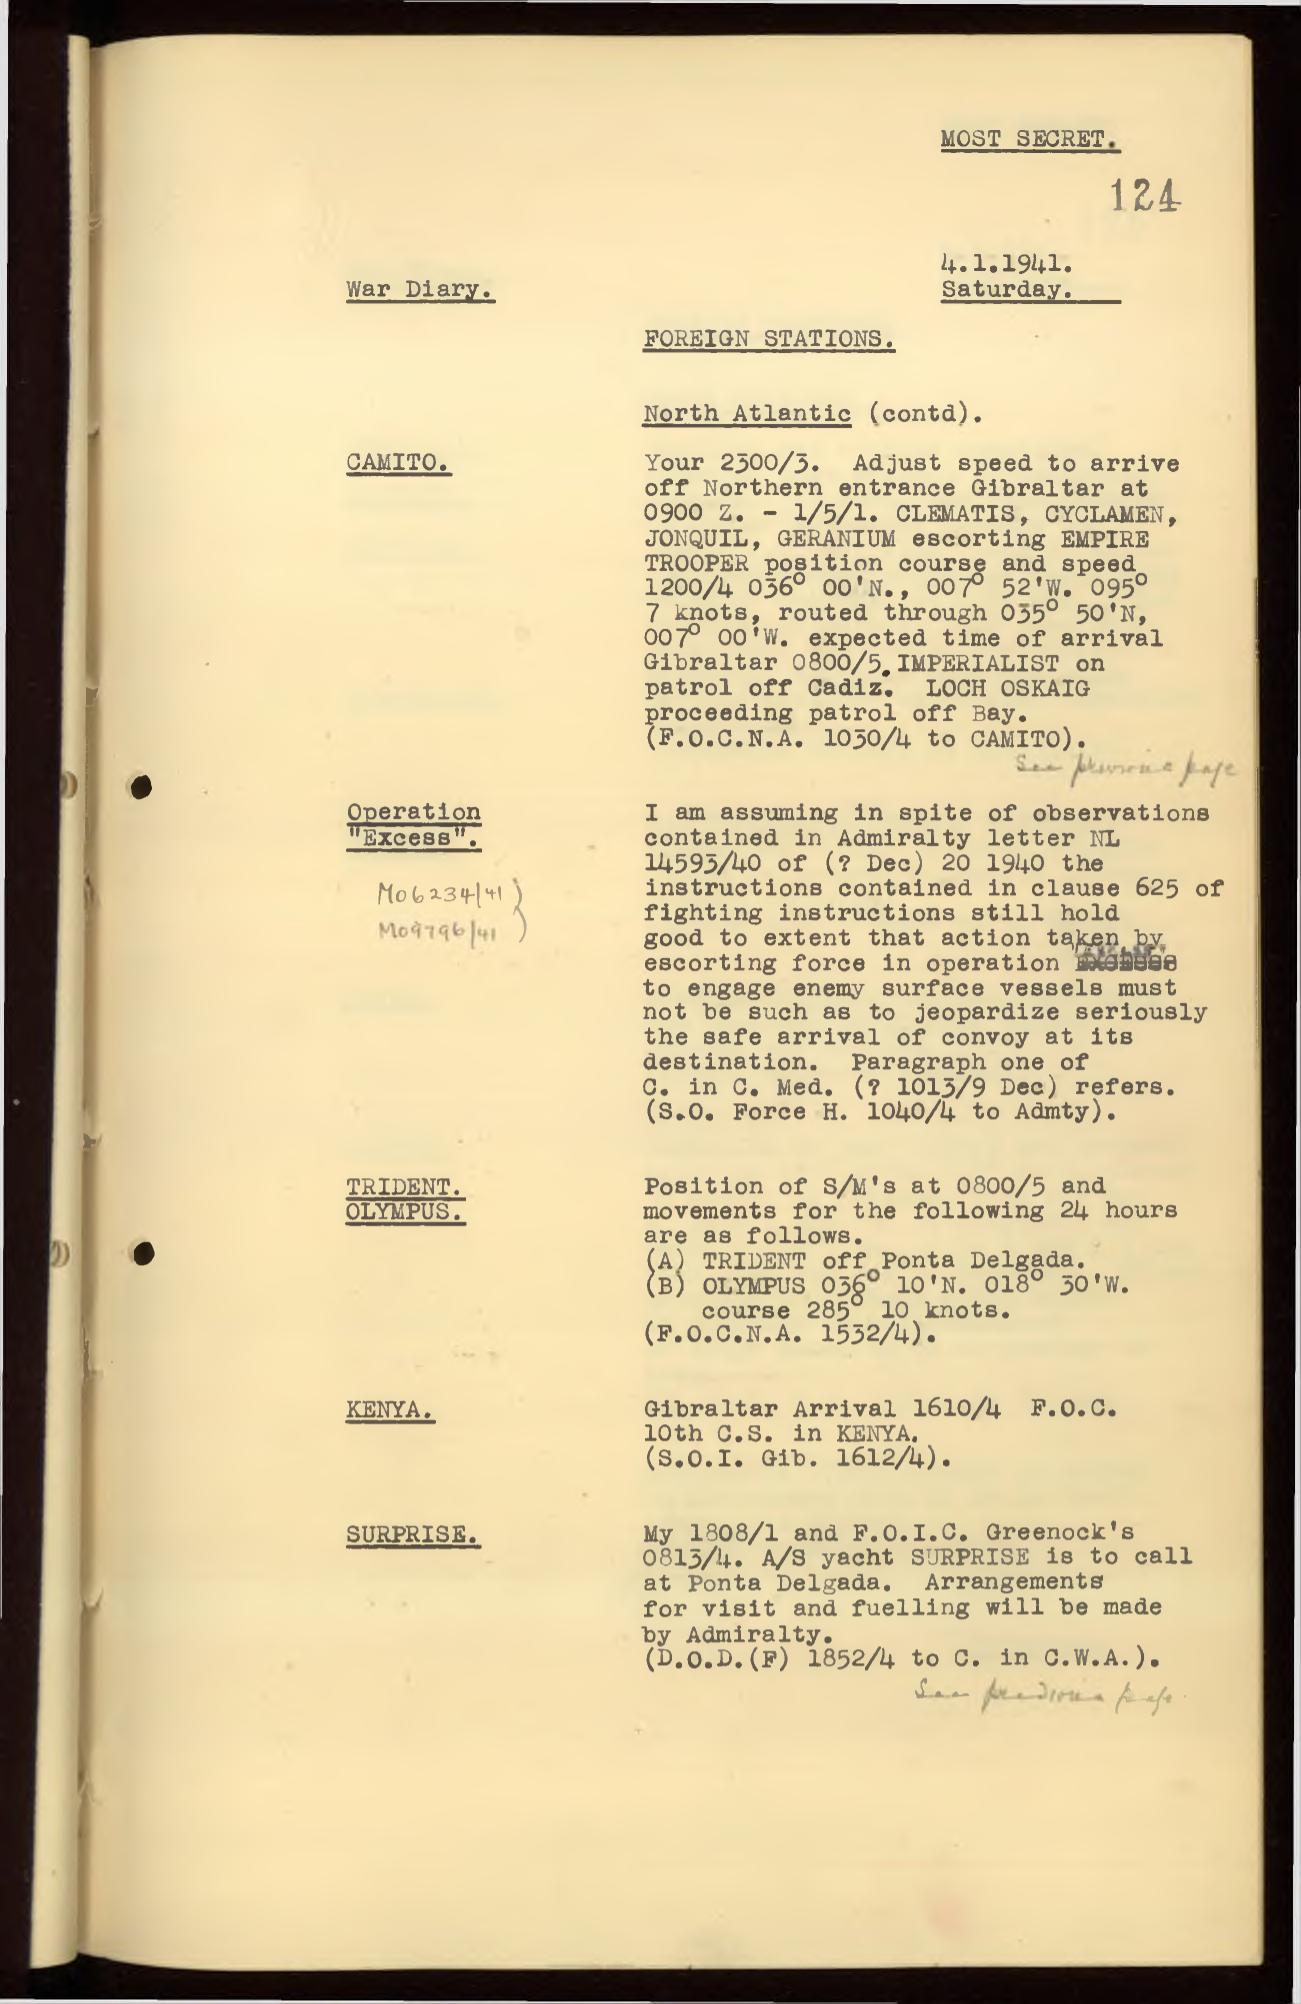 MOST SECRET.
124
4.1.1941.
War Diary.
Saturday.
FOREIGN STATIONS.
North Atlantic (contd).
CAMITO.
Your 2300/3. Adjust speed to arrive
off Northern entrance Gibraltar at
0900 Z. - 1/5/1. CLEMATIS, CYCLAMEN,
JONQUIL, GERANIUM escorting EMPIRE
TROOPER position course and speed
1200/4 036° 00'N., 007° 52'W. 095°
7 knots, routed through 035° 50'N,
007° 00'W. expected time of arrival
Gibraltar 0800/5. IMPERIALIST on
patrol off Cadiz. LOCH OSKAIG
proceeding patrol off Bay.
(F.O.C.N.A. 1030/4 to CAMITO).
See previous page
Operation
"Excess".
M06234/41 )
M09796/41 )
I am assuming in spite of observations
contained in Admiralty letter NL
14593/40 of (? Dec) 20 1940 the
instructions contained in clause 625 of
fighting instructions still hold
good to extent that action taken by
escorting force in operation
to engage enemy surface vessels must
not be such as to jeopardize seriously
the safe arrival of convoy at its
destination. Paragraph one of
C. in C. Med. (? 1013/9 Dec) refers.
(S.O. Force H. 1040/4 to Admty).
TRIDENT.
OLYMPUS.
Position of S/M's at 0800/5 and
movements for the following 24 hours
are as follows.
(A) TRIDENT off Ponta Delgada.
(B) OLYMPUS 036° 10'N. 018° 30'W.
course 285° 10 knots.
(F.O.C.N.A. 1532/4).
KENYA.
Gibraltar Arrival 1610/4 F.O.C.
10th C.S. in KENYA.
(S.O.I. Gib. 1612/4).
SURPRISE.
My 1808/1 and F.O.I.C. Greenock's
0813/4. A/S yacht SURPRISE is to call
at Ponta Delgada. Arrangements
for visit and fuelling will be made
by Admiralty.
(D.O.D.(F) 1852/4 to C. in C.W.A.).
See previous page.